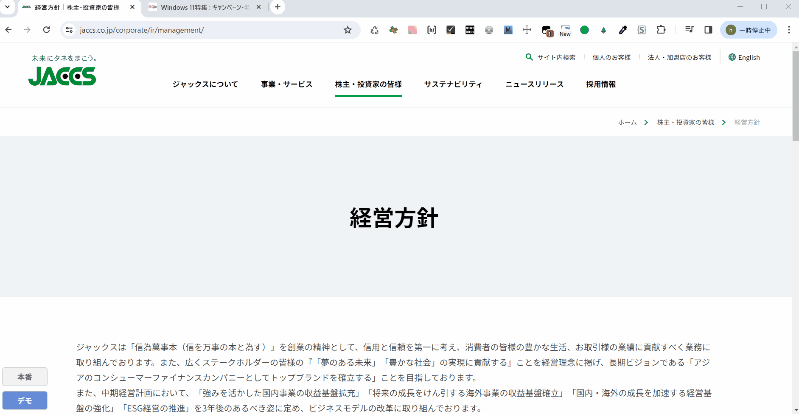 経営方針｜株主・投資家の皆様
Windows 11特集 : キャンペーン・
jaccs.co.jp/corporate/ir/management/
New
一時停止中
未来にタネをまこう。
JACCS
サイト内検索
個人のお客様
法人・加盟店のお客様
English
ジャックスについて
事業・サービス
株主・投資家の皆様
サステナビリティ
ニュースリリース
採用情報
ホーム > 株主・投資家の皆様 > 経営方針
経営方針
ジャックスは「信為萬事本（信を万事の本と為す）」を創業の精神として、信用と信頼を第一に考え、消費者の皆様の豊かな生活、お取引様の業績に貢献すべく業務に
取り組んでおります。また、広くステークホルダーの皆様の『「夢のある未来」「豊かな社会」の実現に貢献する』ことを経営理念に掲げ、長期ビジョンである「アジ
アのコンシューマーファイナンスカンパニーとしてトップブランドを確立する」ことを目指しております。
また、中期経営計画において、「強みを活かした国内事業の収益基盤拡充」「将来の成長をけん引する海外事業の収益基盤確立」「国内・海外の成長を加速する経営基
盤の強化」「ESG経営の推進」を3年後のあるべき姿に定め、ビジネスモデルの改革に取り組んでおります。
本番
デモ